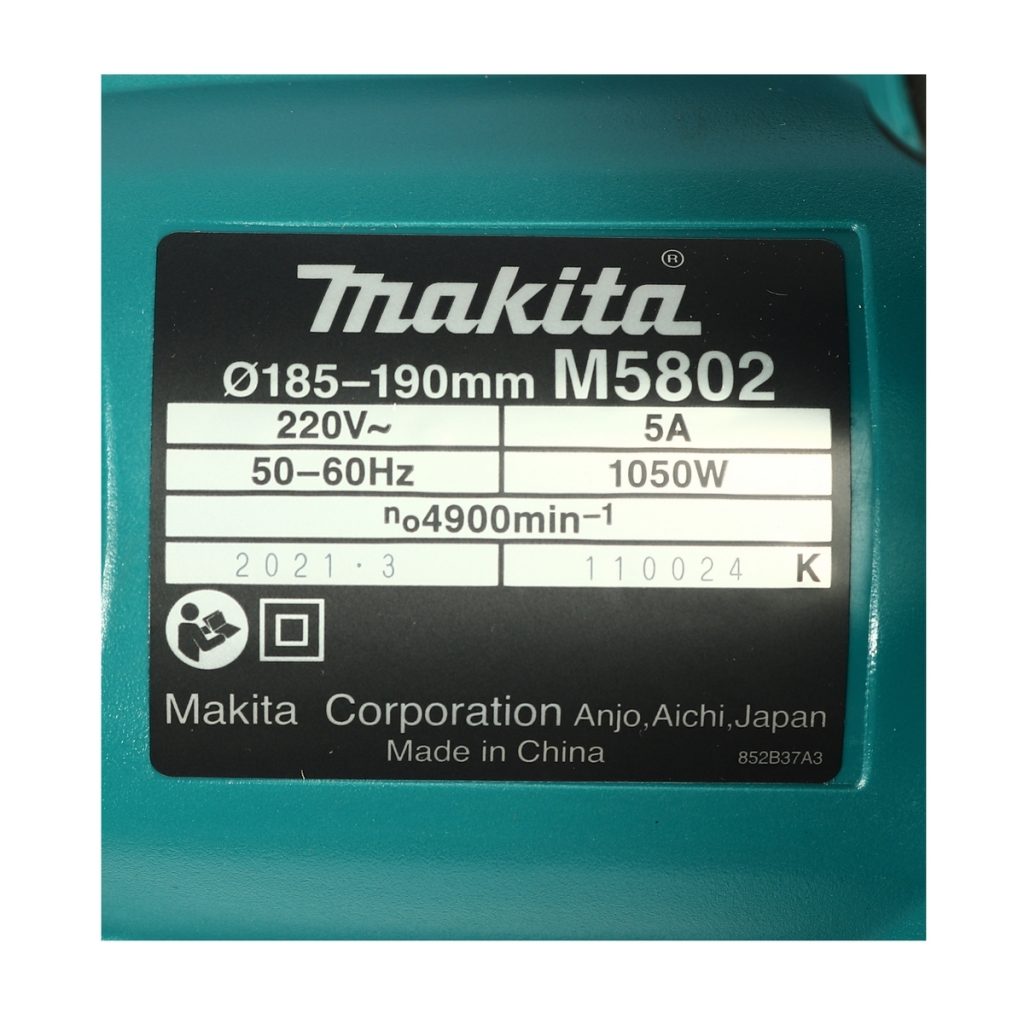 makita®
Ø185–190mm M5802
220V~ 5A
50–60Hz 1050W
no4900min–1
2021.3 110024 K
Makita Corporation Anjo,Aichi,Japan
Made in China 852B37A3